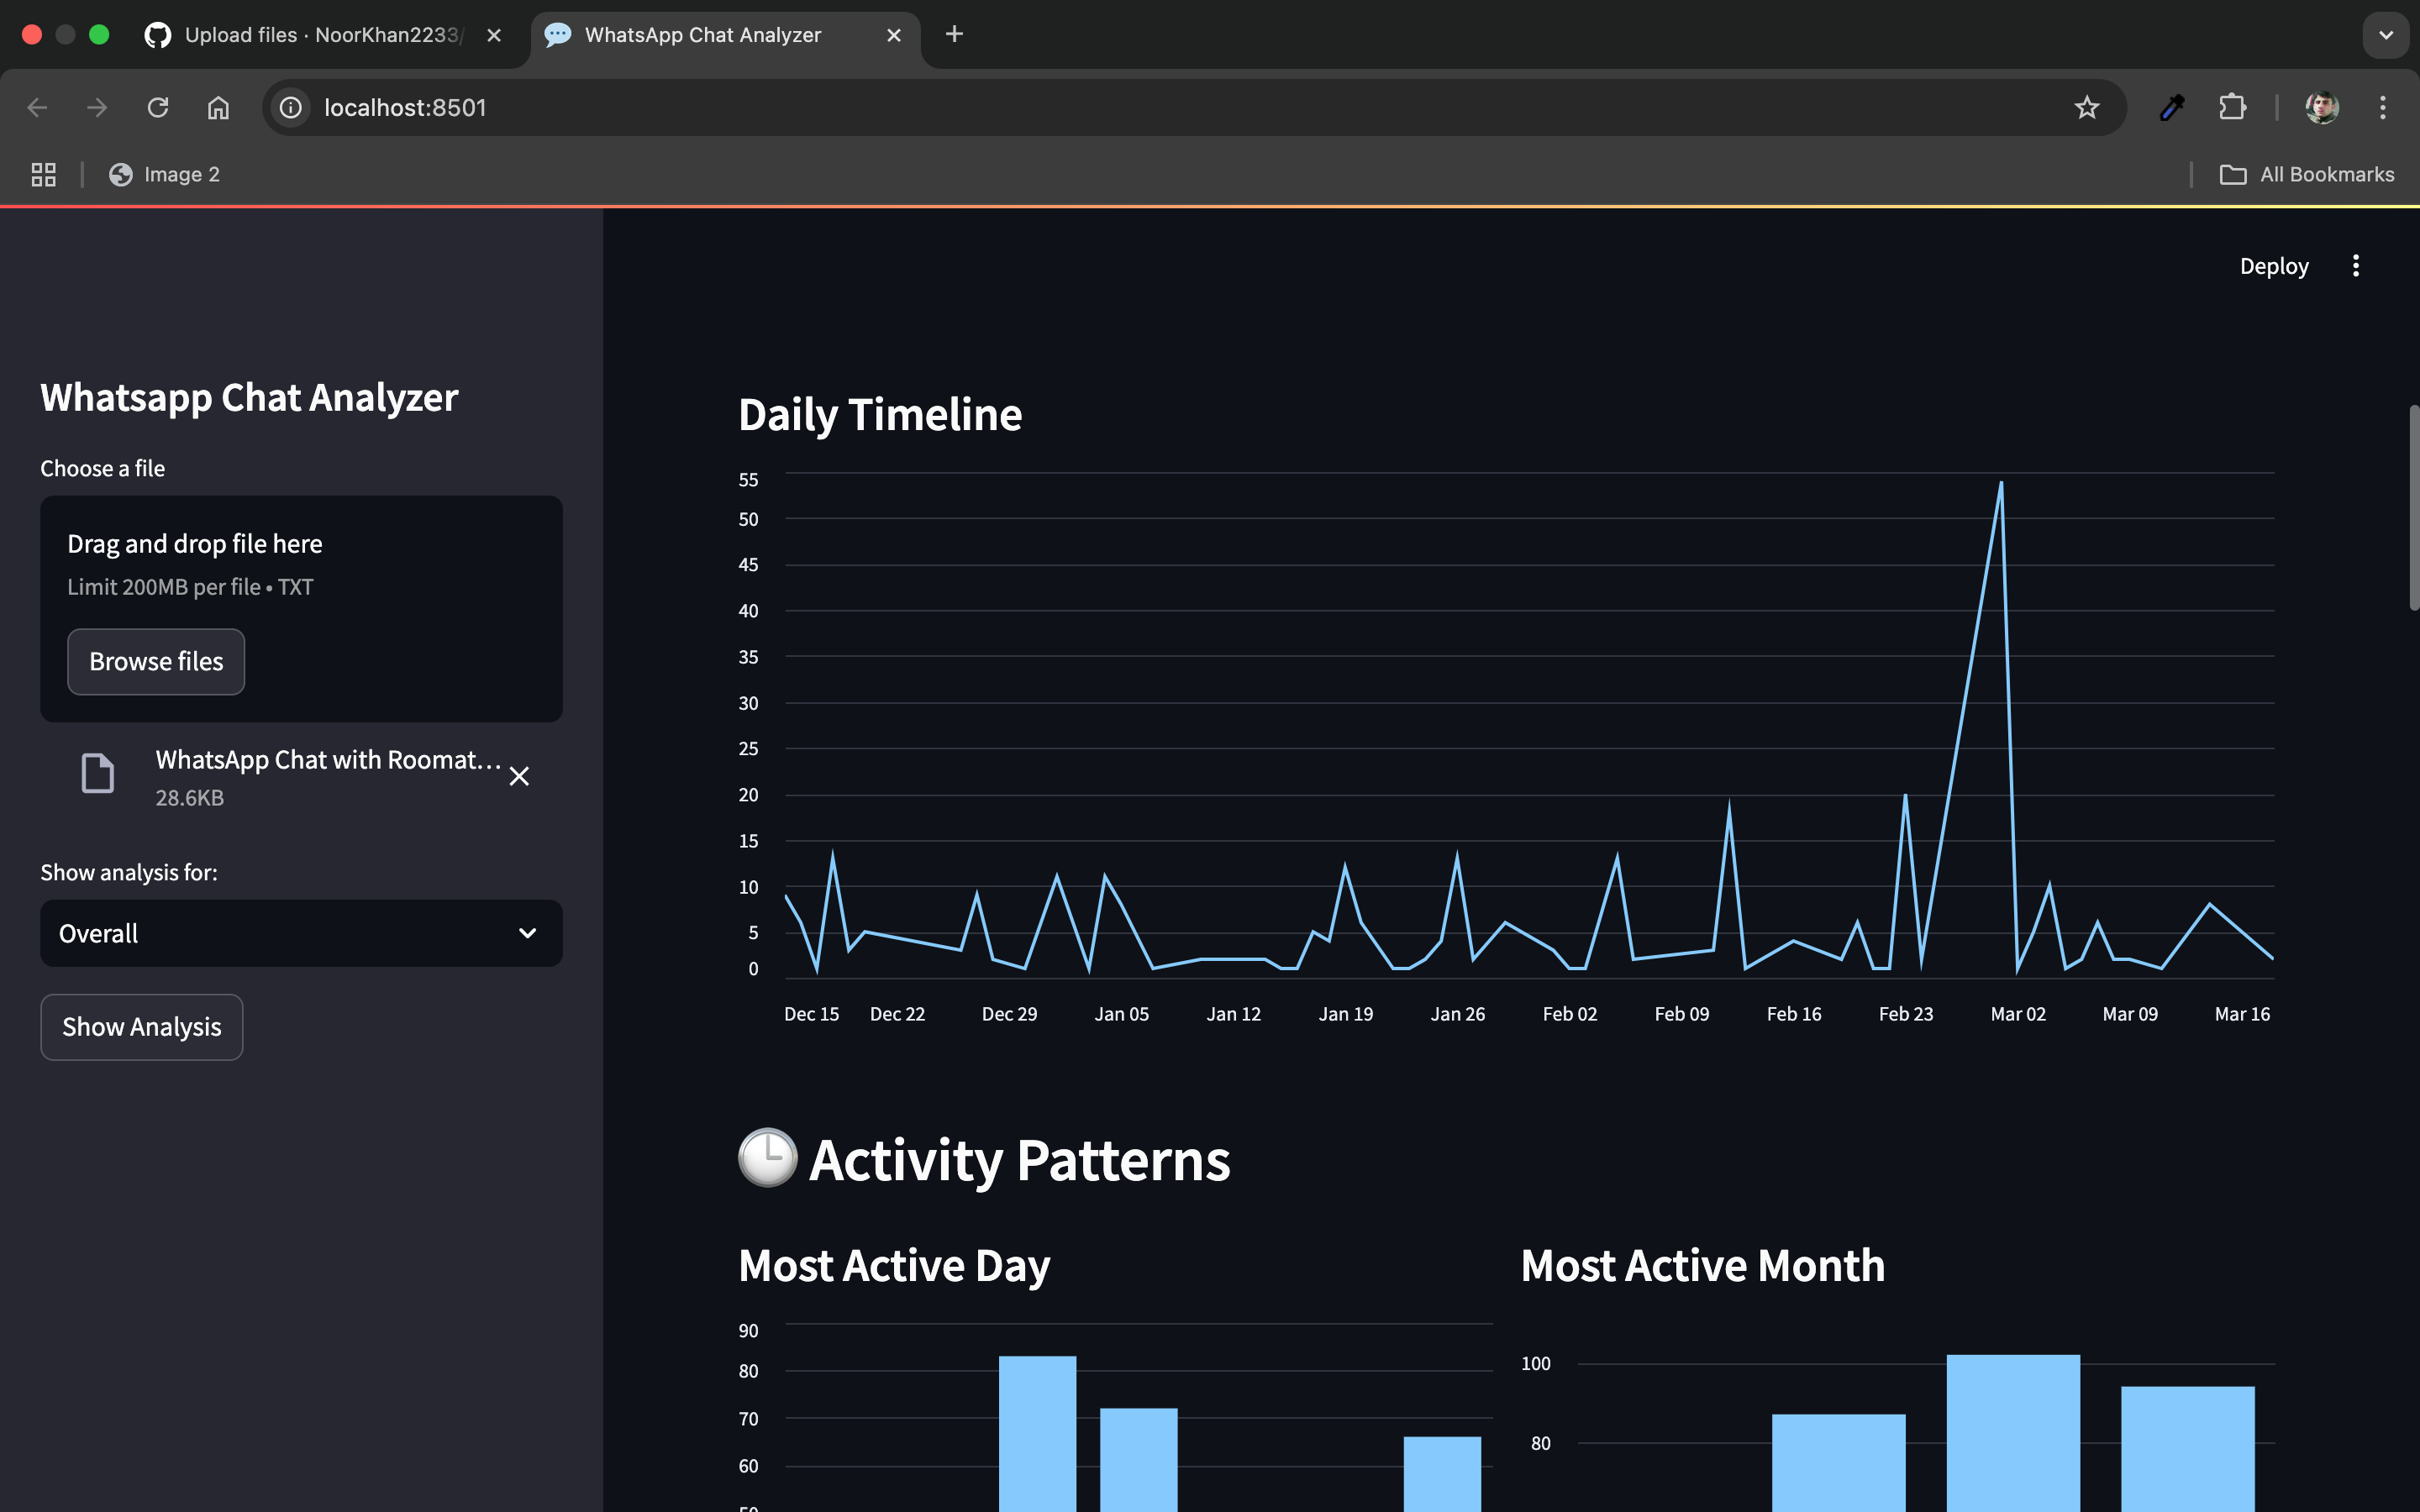 Upload files · NoorKhan2233/
WhatsApp Chat Analyzer
localhost:8501
Image 2
All Bookmarks
Deploy
Whatsapp Chat Analyzer
Choose a file
Drag and drop file here
Limit 200MB per file • TXT
Browse files
WhatsApp Chat with Roomat...
28.6KB
Show analysis for:
Overall
Show Analysis
Daily Timeline
55
50
45
40
35
30
25
20
15
10
5
0
Dec 15 Dec 22 Dec 29 Jan 05 Jan 12 Jan 19 Jan 26 Feb 02 Feb 09 Feb 16 Feb 23 Mar 02 Mar 09 Mar 16
Activity Patterns
Most Active Day
90
80
70
60
Most Active Month
100
80